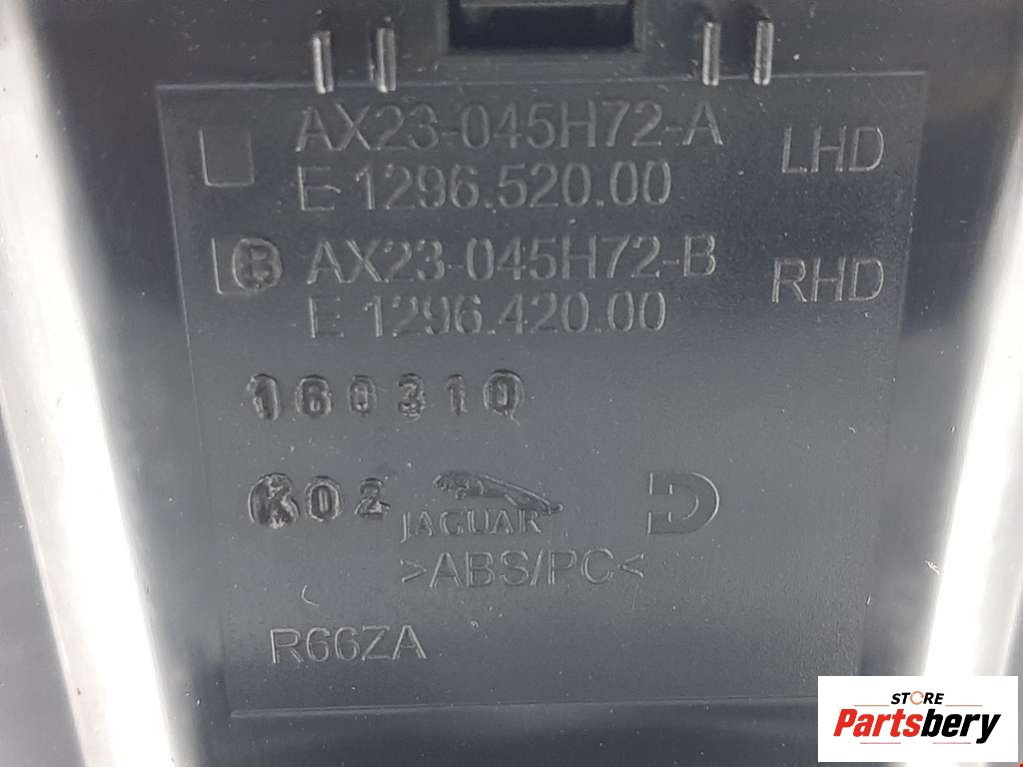 AX23-045H72-A LHD
E 1296.520.00
B AX23-045H72-B RHD
E 1296.420.00
160310
K02 JAGUAR D
>ABS/PC<
R66ZA
STORE
Partsbery